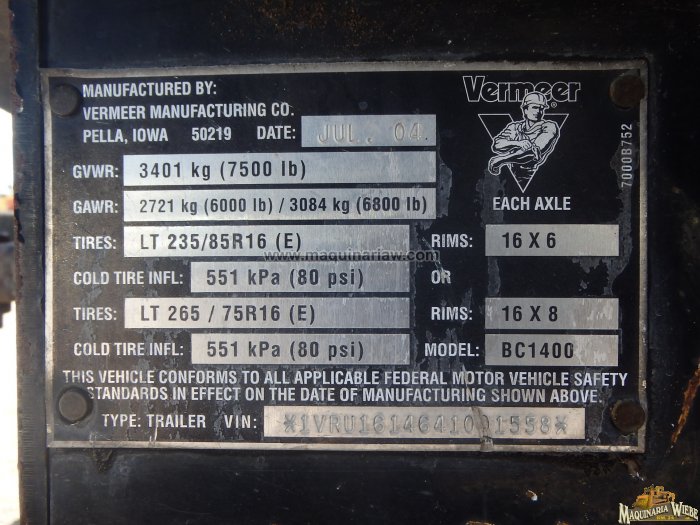 MANUFACTURED BY:
VERMEER MANUFACTURING CO.
PELLA, IOWA 50219 DATE: JUL. 04
Vermeer®
7000B752
GVWR: 3401 kg (7500 lb)
GAWR: 2721 kg (6000 lb) / 3084 kg (6800 lb) EACH AXLE
TIRES: LT 235/85R16 (E) RIMS: 16 X 6
www.maquinariaw.com
COLD TIRE INFL: 551 kPa (80 psi) OR
TIRES: LT 265 / 75R16 (E) RIMS: 16 X 8
COLD TIRE INFL: 551 kPa (80 psi) MODEL: BC1400
THIS VEHICLE CONFORMS TO ALL APPLICABLE FEDERAL MOTOR VEHICLE SAFETY
STANDARDS IN EFFECT ON THE DATE OF MANUFACTURING SHOWN ABOVE.
TYPE: TRAILER VIN: *1VRU1614641001558*
MAQUINARIA WIEBE